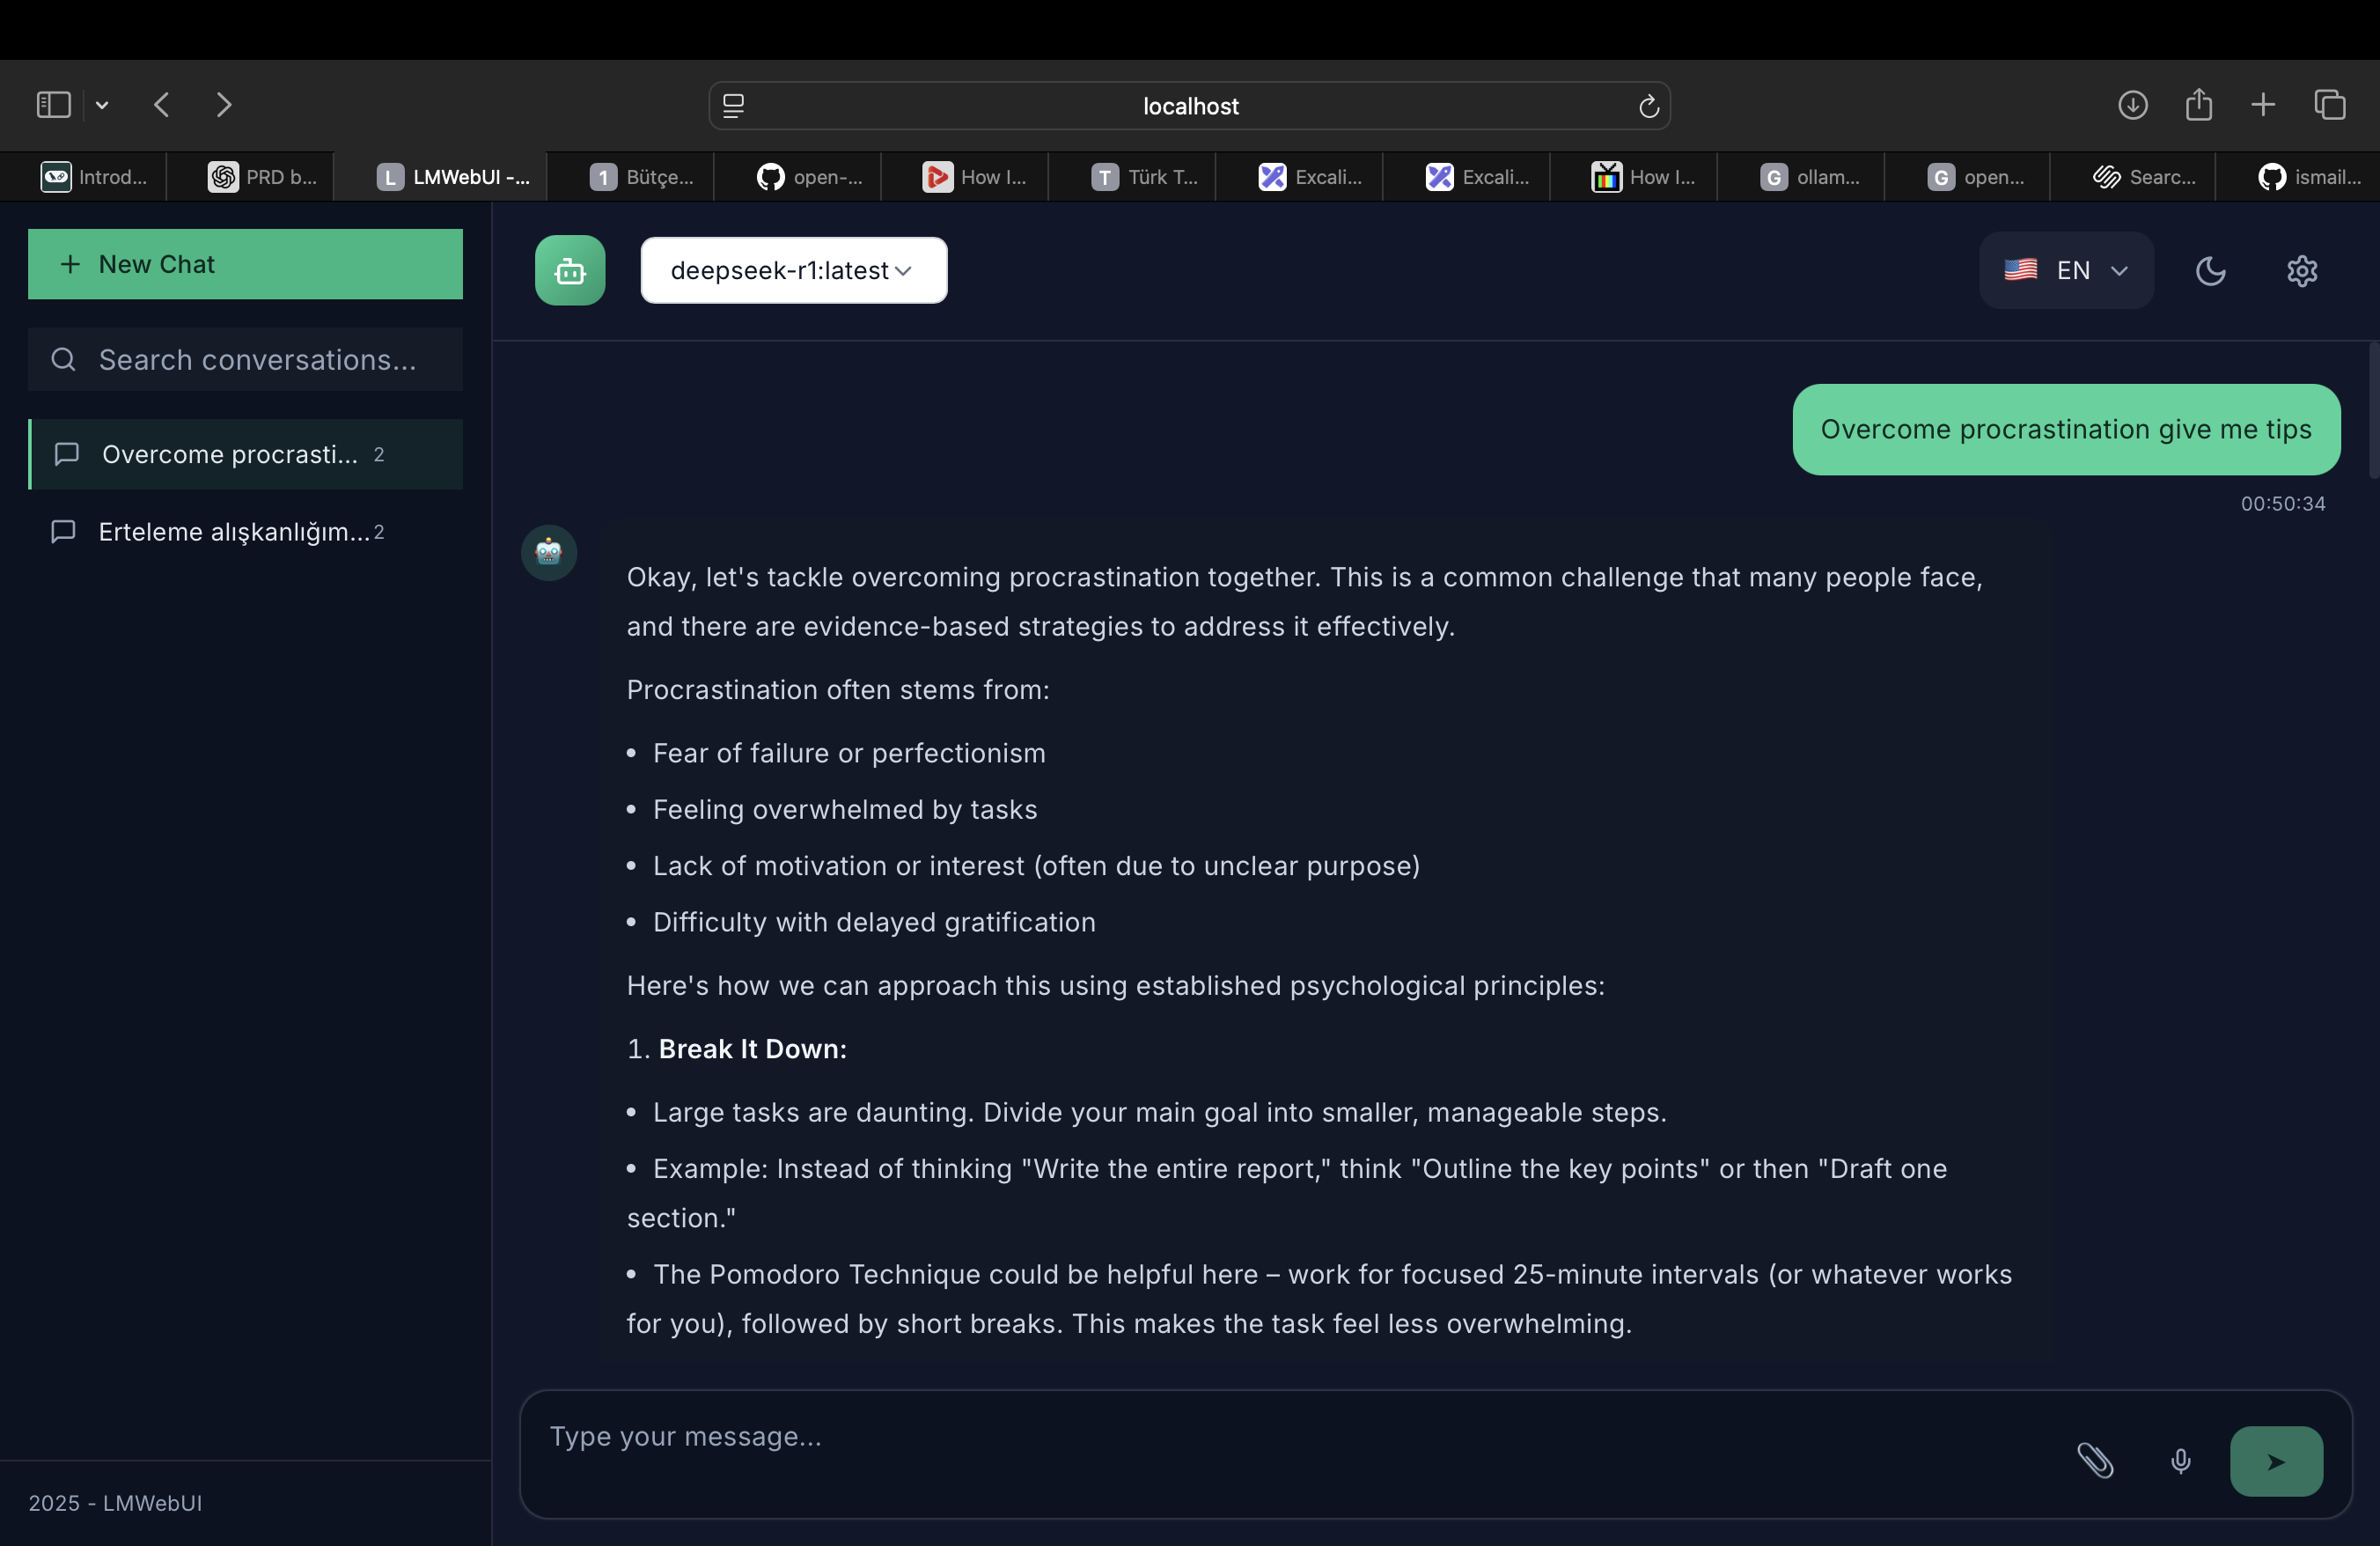 localhost
Introd...
PRD b...
L LMWebUI -...
1 Bütçe...
open-...
How I...
T Türk T...
Excali...
Excali...
How I...
G ollam...
G open...
Searc...
ismail...
+ New Chat
Search conversations...
Overcome procrasti... 2
Erteleme alışkanlığım... 2
2025 - LMWebUI
deepseek-r1:latest
EN
Overcome procrastination give me tips
00:50:34
Okay, let's tackle overcoming procrastination together. This is a common challenge that many people face,
and there are evidence-based strategies to address it effectively.
Procrastination often stems from:
• Fear of failure or perfectionism
• Feeling overwhelmed by tasks
• Lack of motivation or interest (often due to unclear purpose)
• Difficulty with delayed gratification
Here's how we can approach this using established psychological principles:
1. Break It Down:
• Large tasks are daunting. Divide your main goal into smaller, manageable steps.
• Example: Instead of thinking "Write the entire report," think "Outline the key points" or then "Draft one
section."
• The Pomodoro Technique could be helpful here – work for focused 25-minute intervals (or whatever works
for you), followed by short breaks. This makes the task feel less overwhelming.
Type your message...